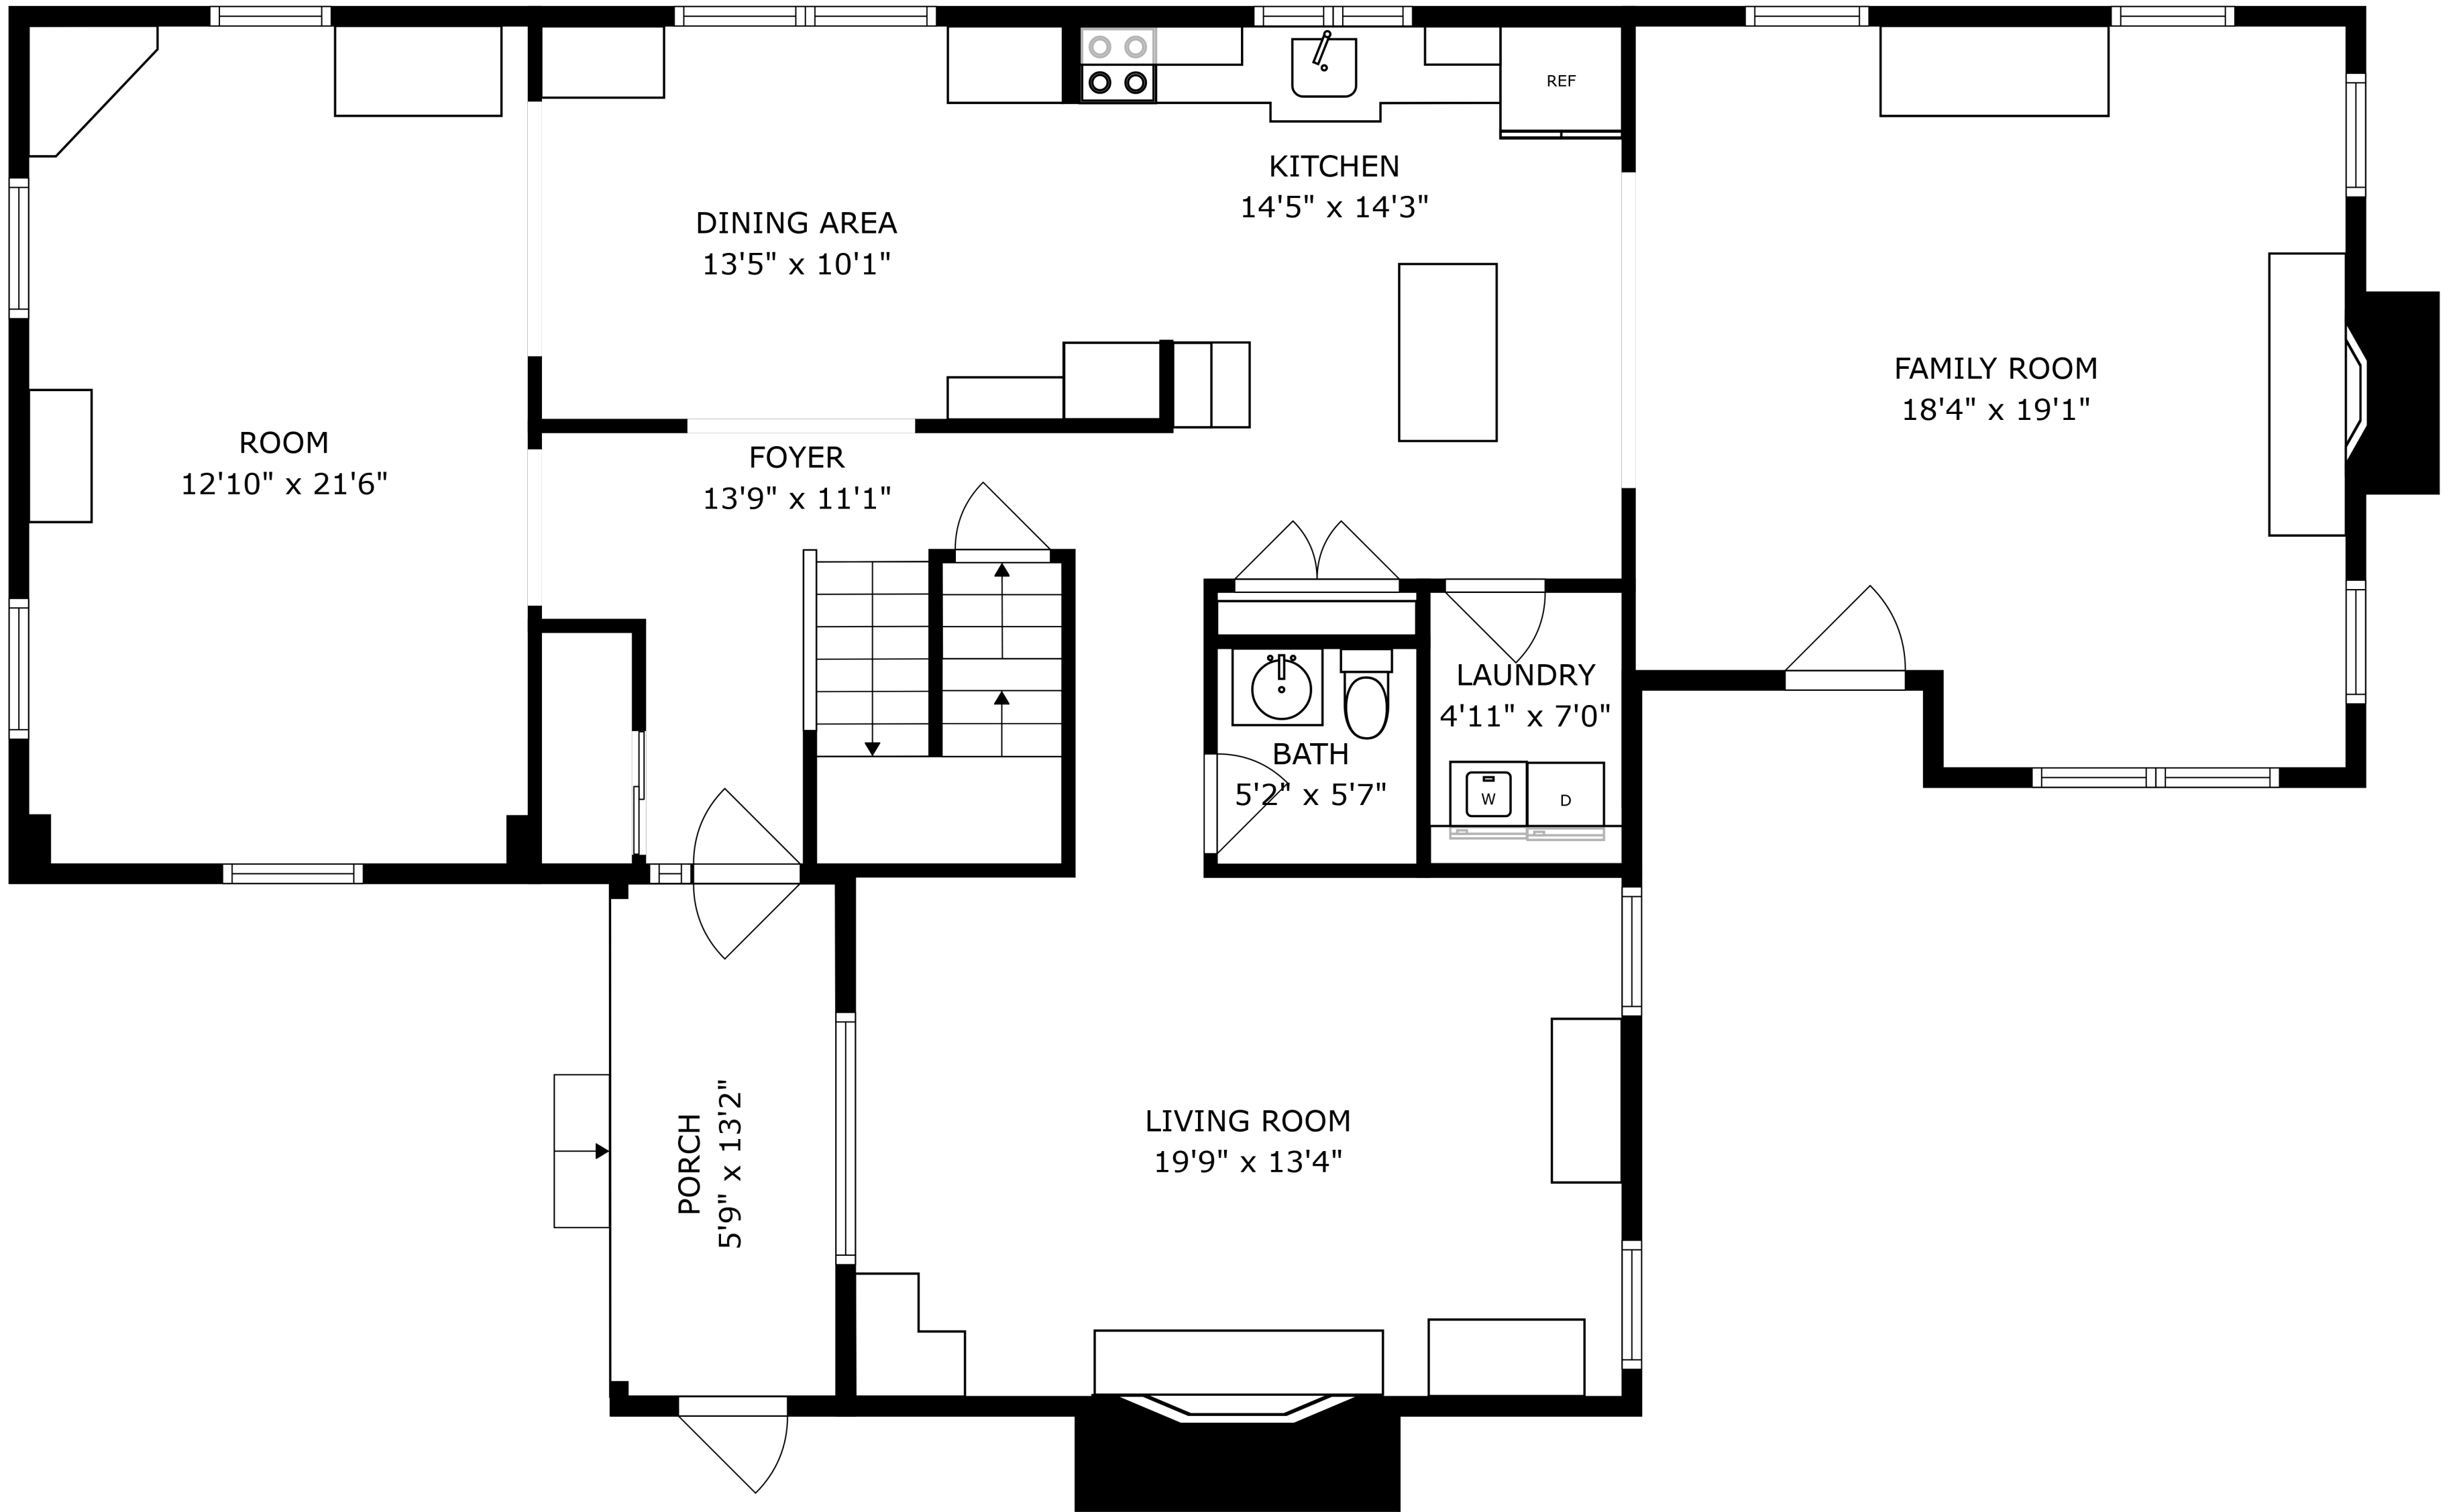 REF
KITCHEN
14'5" x 14'3"
DINING AREA
13'5" x 10'1"
FAMILY ROOM
18'4" x 19'1"
ROOM
12'10" x 21'6"
FOYER
13'9" x 11'1"
LAUNDRY
4'11" x 7'0"
BATH
5'2" x 5'7"
W
D
LIVING ROOM
19'9" x 13'4"
PORCH
5'9" x 13'2"